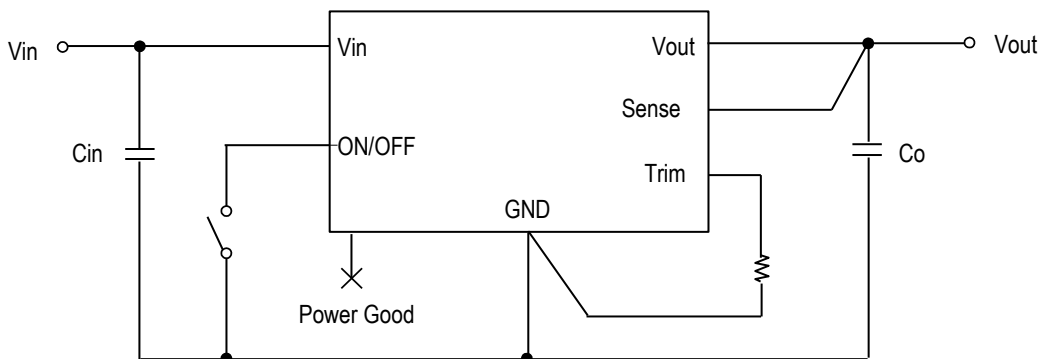 Vin
Vin
Vout
Vout
Sense
Cin
ON/OFF
Co
Trim
GND
Power Good